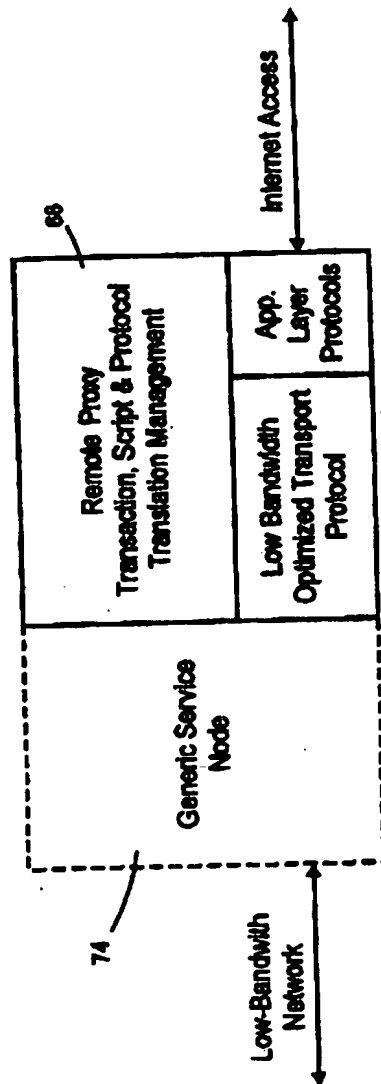 74
Generic Service
Node
Low-Bandwith
Network
66
Remote Proxy
Transaction, Script & Protocol
Translation Management
Low Bandwidth
Optimized Transport
Protocol
App.
Layer
Protocols
Internet Access